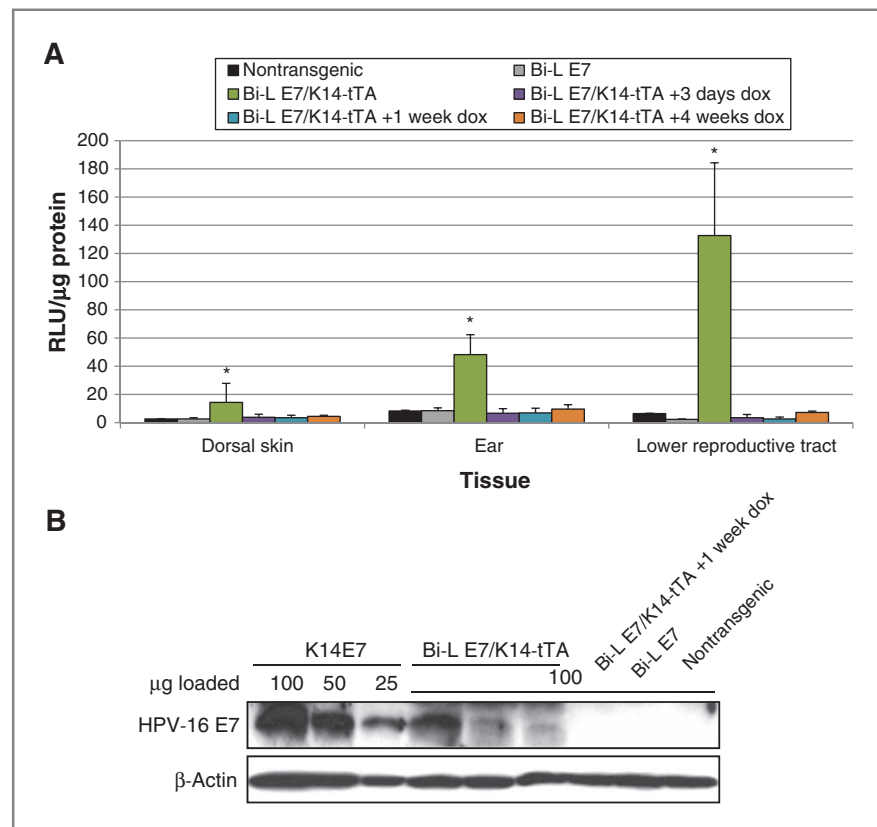 A
Nontransgenic
Bi-L E7
Bi-L E7/K14-tTA
Bi-L E7/K14-tTA +3 days dox
Bi-L E7/K14-tTA +1 week dox
Bi-L E7/K14-tTA +4 weeks dox
200
180
160
140
120
100
80
60
40
20
0
RLU/µg protein
*
*
*
Dorsal skin
Ear
Lower reproductive tract
Tissue
B
K14E7
Bi-L E7/K14-tTA
Bi-L E7/K14-tTA +1 week dox
Bi-L E7
Nontransgenic
µg loaded
100
50
25
100
HPV-16 E7
β-Actin